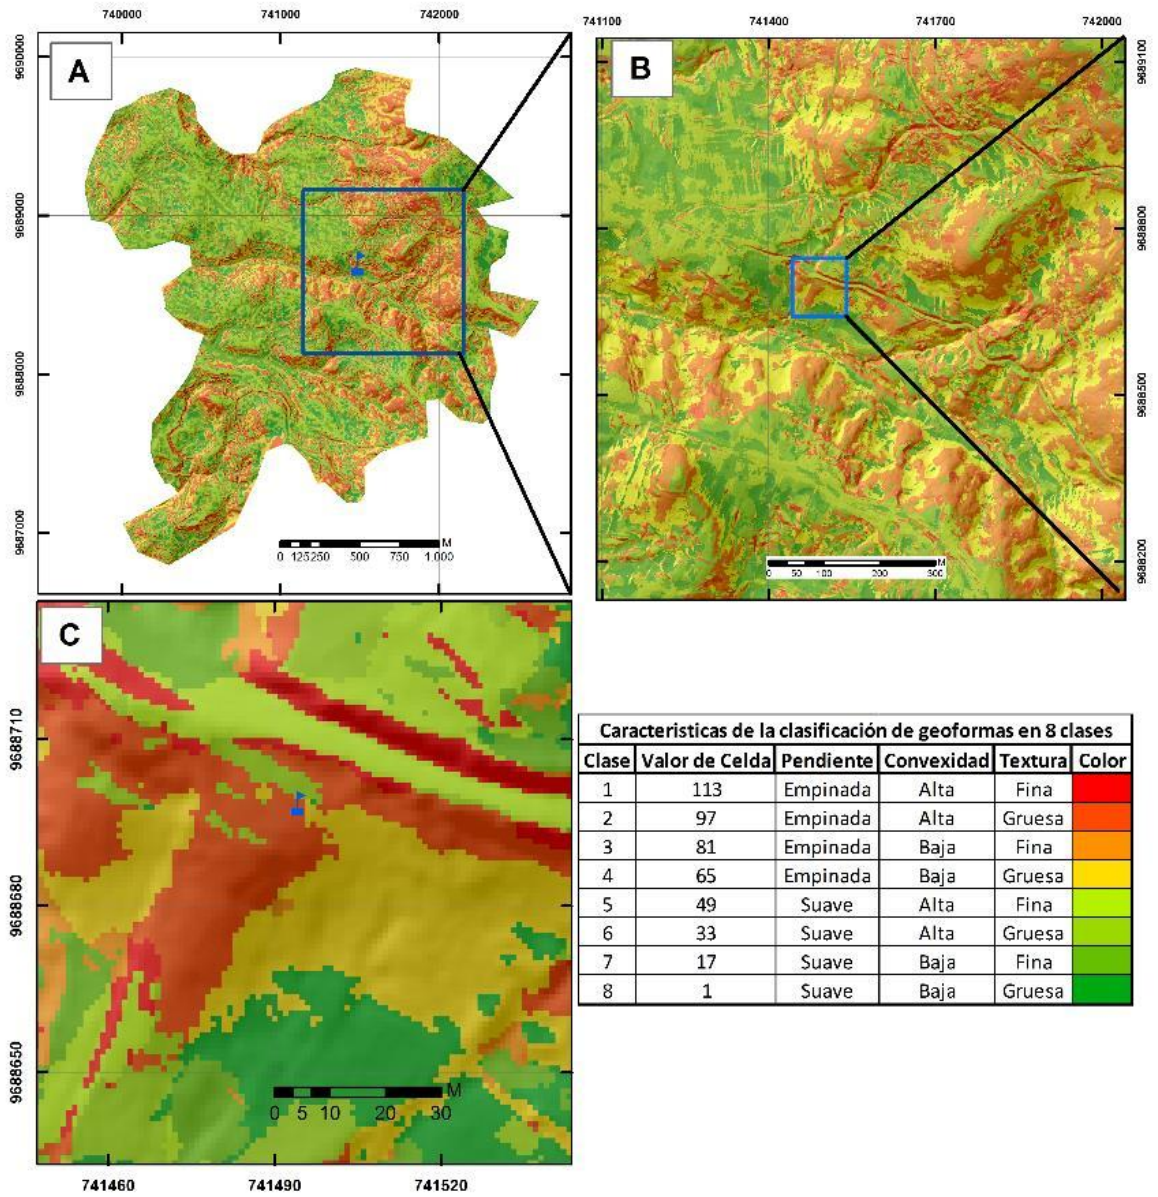 740000 741000 742000
9690000
9689000
9688000
9687000
A
M
0 125250 500 750 1.000
741100 741400 741700 742000
B
9689100
9688800
9688500
9688200
M
0 50 100 200 300
C
9688710
9688680
9688650
M
0 5 10 20 30
741460 741490 741520
Caracteristicas de la clasificación de geoformas en 8 clases
Clase Valor de Celda Pendiente Convexidad Textura Color
1 113 Empinada Alta Fina
2 97 Empinada Alta Gruesa
3 81 Empinada Baja Fina
4 65 Empinada Baja Gruesa
5 49 Suave Alta Fina
6 33 Suave Alta Gruesa
7 17 Suave Baja Fina
8 1 Suave Baja Gruesa